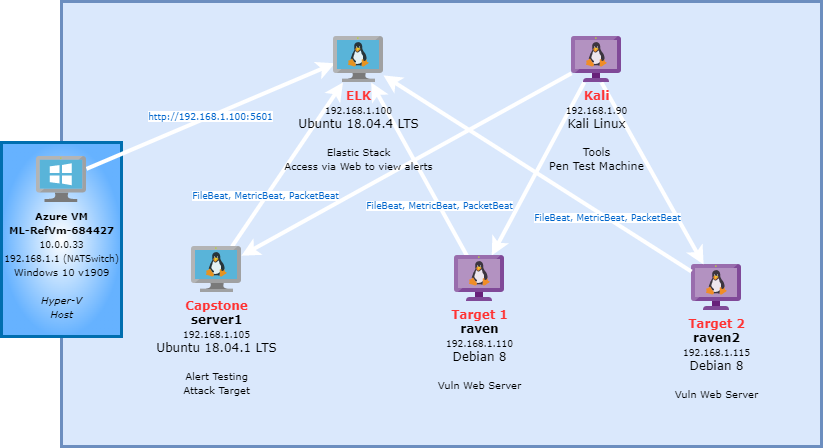 ELK
192.168.1.100
Ubuntu 18.04.4 LTS
Elastic Stack
Access via Web to view alerts
Kali
192.168.1.90
Kali Linux
Tools
Pen Test Machine
http://192.168.1.100:5601
Azure VM
ML-RefVm-684427
10.0.0.33
192.168.1.1 (NATSwitch)
Windows 10 v1909
Hyper-V
Host
FileBeat, MetricBeat, PacketBeat
FileBeat, MetricBeat, PacketBeat
FileBeat, MetricBeat, PacketBeat
Capstone
server1
192.168.1.105
Ubuntu 18.04.1 LTS
Alert Testing
Attack Target
Target 1
raven
192.168.1.110
Debian 8
Vuln Web Server
Target 2
raven2
192.168.1.115
Debian 8
Vuln Web Server